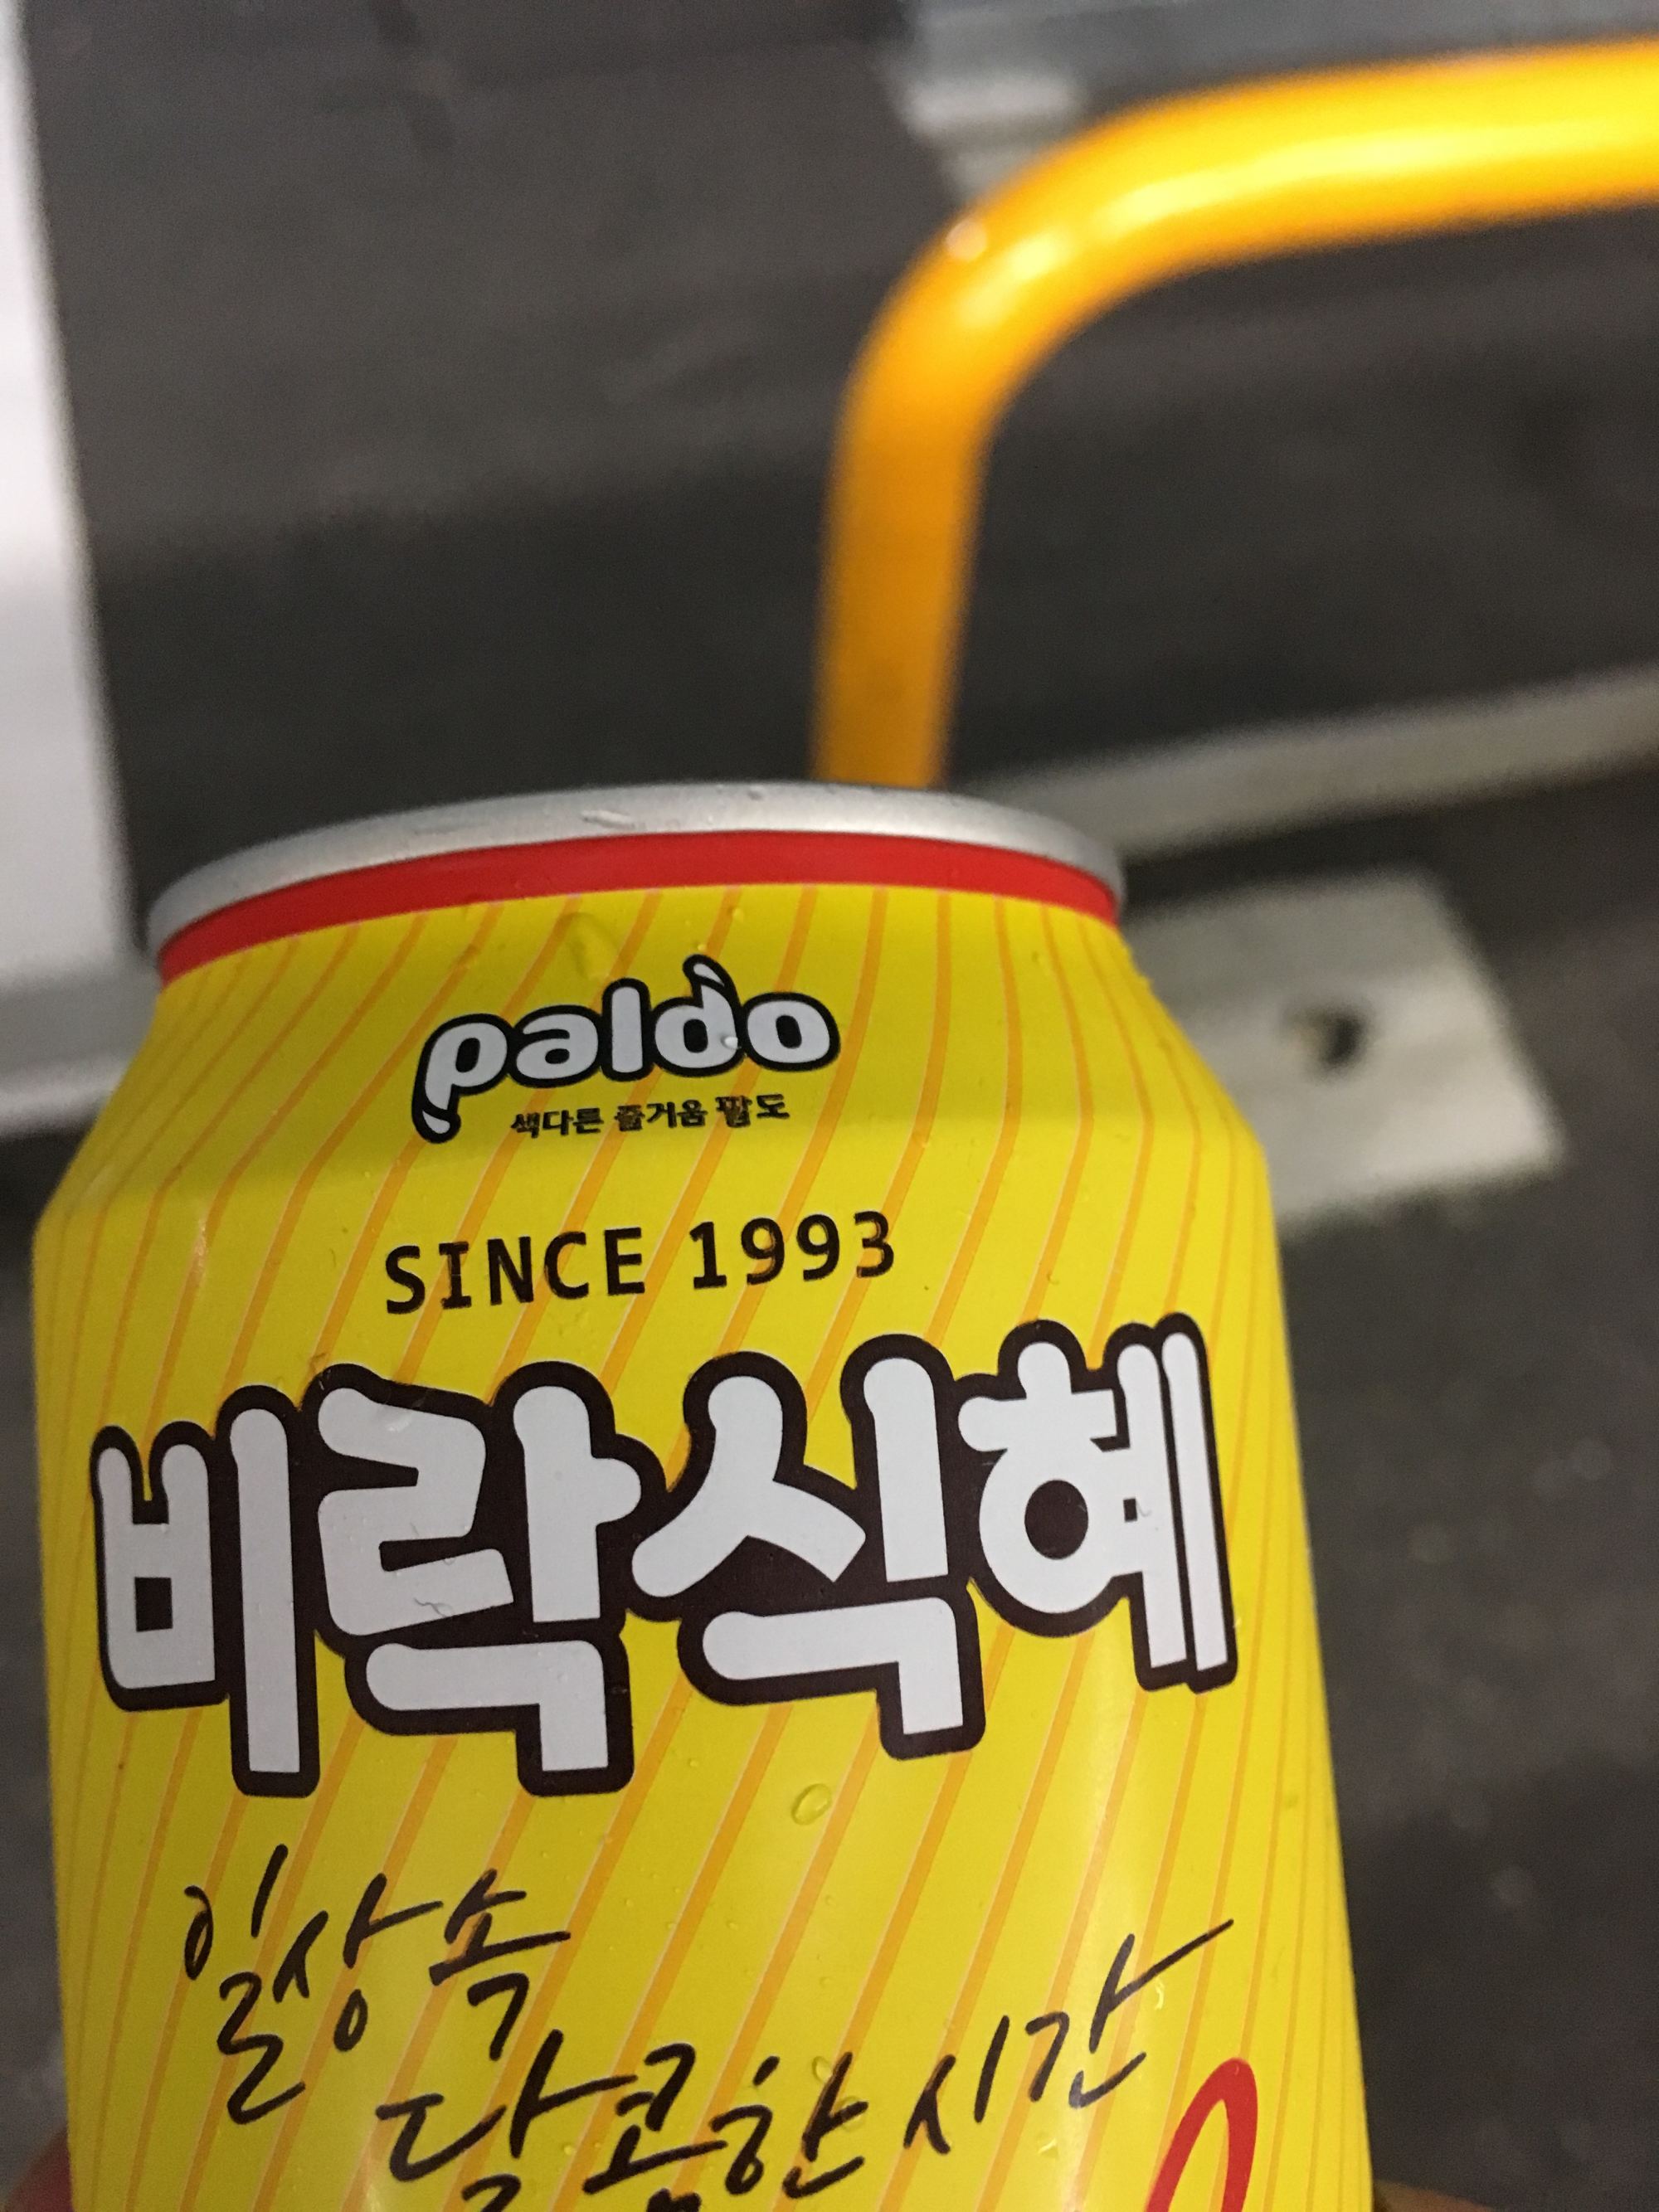 paldo
색다른 즐거움 팔도
SINCE 1993
비락식혜
일상 속
달콤한 시간